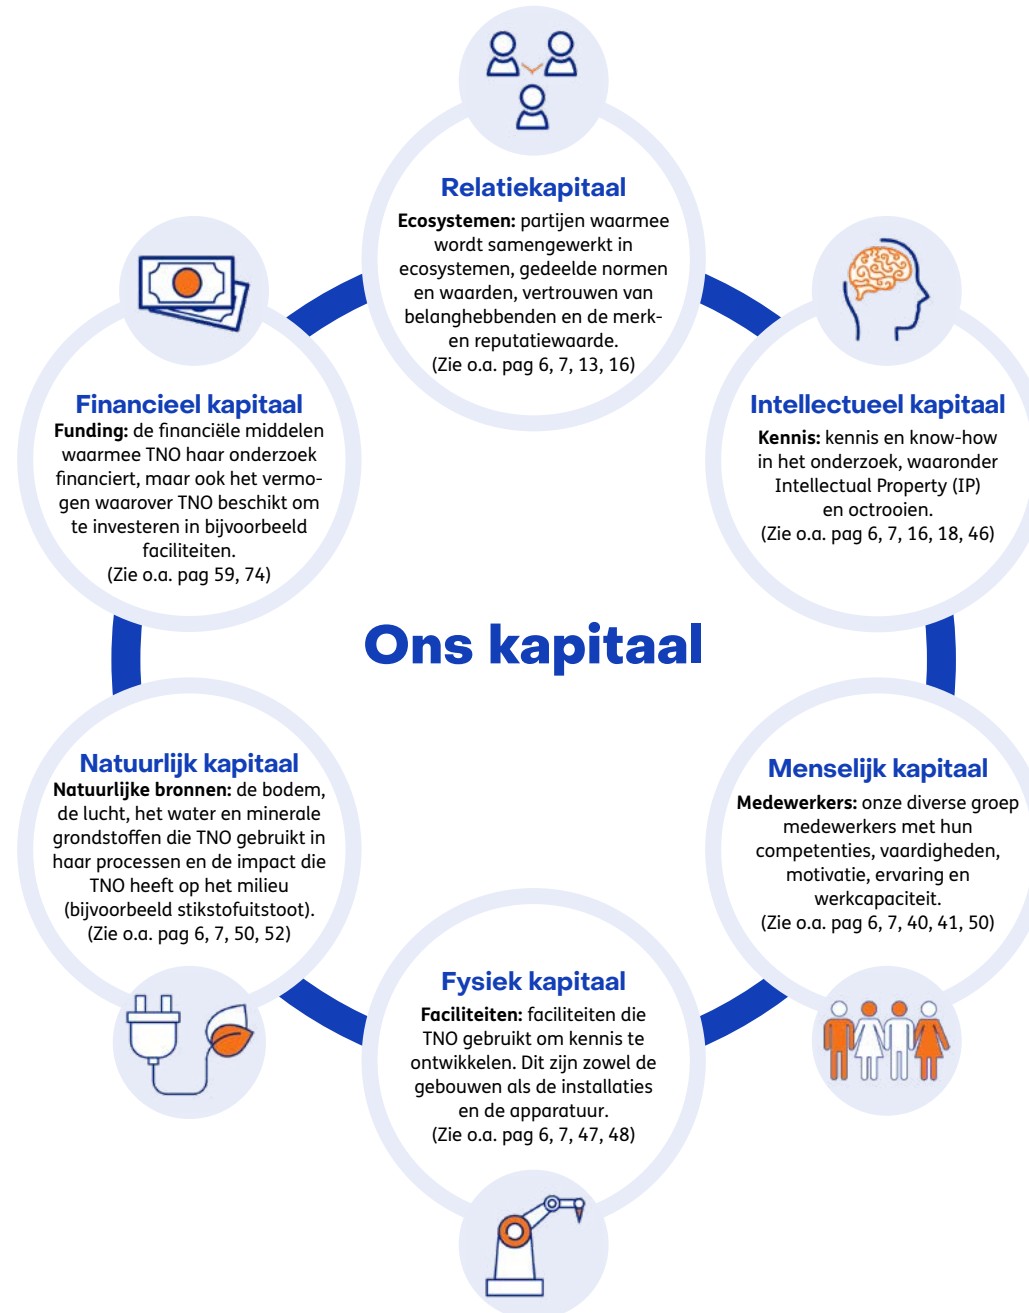 Relatiekapitaal
Ecosystemen: partijen waarmee
wordt samengewerkt in
ecosystemen, gedeelde normen
en waarden, vertrouwen van
belanghebbenden en de merk-
en reputatiewaarde.
(Zie o.a. pag 6, 7, 13, 16)
Financieel kapitaal
Funding: de financiële middelen
waarmee TNO haar onderzoek
financiert, maar ook het vermo-
gen waarover TNO beschikt om
te investeren in bijvoorbeeld
faciliteiten.
(Zie o.a. pag 59, 74)
Intellectueel kapitaal
Kennis: kennis en know-how
in het onderzoek, waaronder
Intellectual Property (IP)
en octrooien.
(Zie o.a. pag 6, 7, 16, 18, 46)
Ons kapitaal
Natuurlijk kapitaal
Natuurlijke bronnen: de bodem,
de lucht, het water en minerale
grondstoffen die TNO gebruikt in
haar processen en de impact die
TNO heeft op het milieu
(bijvoorbeeld stikstofuitstoot).
(Zie o.a. pag 6, 7, 50, 52)
Menselijk kapitaal
Medewerkers: onze diverse groep
medewerkers met hun
competenties, vaardigheden,
motivatie, ervaring en
werkcapaciteit.
(Zie o.a. pag 6, 7, 40, 41, 50)
Fysiek kapitaal
Faciliteiten: faciliteiten die
TNO gebruikt om kennis te
ontwikkelen. Dit zijn zowel de
gebouwen als de installaties
en de apparatuur.
(Zie o.a. pag 6, 7, 47, 48)